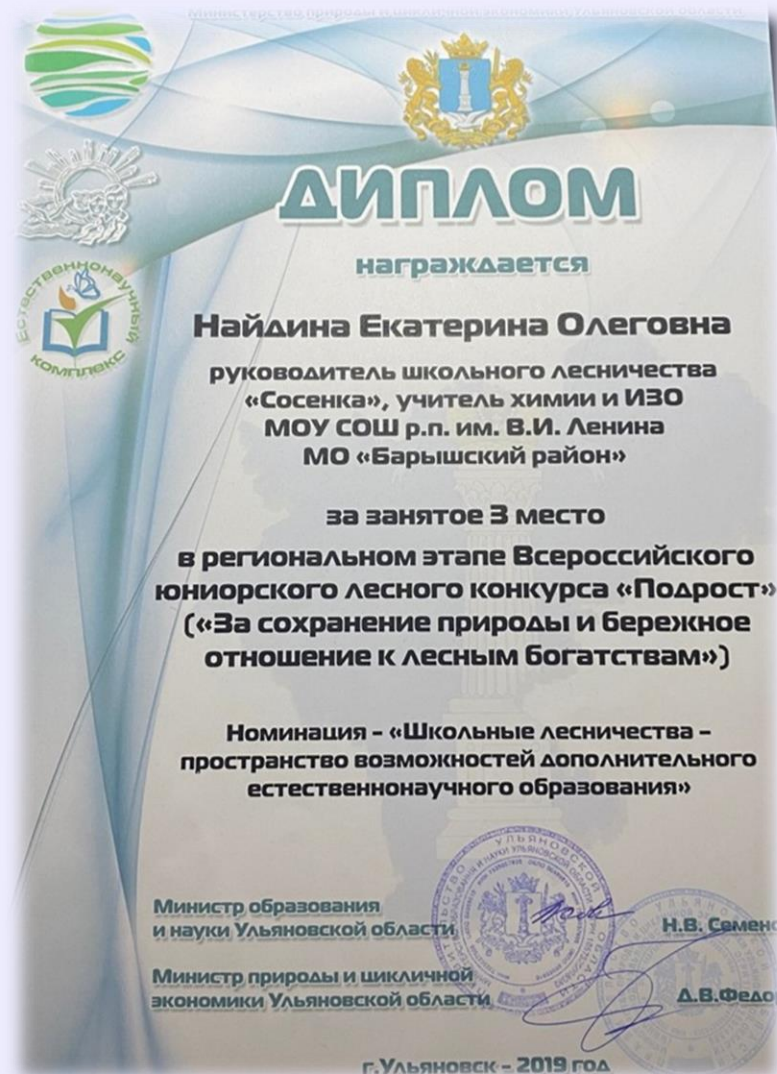 Министерство природы и цикличной экономики Ульяновской области
ДИПЛОМ
награждается
Естественнонаучный
комплекс
Найдина Екатерина Олеговна
руководитель школьного лесничества
«Сосенка», учитель химии и ИЗО
МОУ СОШ р.п. им. В.И. Ленина
МО «Барышский район»
за занятое 3 место
в региональном этапе Всероссийского
юниорского лесного конкурса «Подрост»
(«За сохранение природы и бережное
отношение к лесным богатствам»)
Номинация – «Школьные лесничества –
пространство возможностей дополнительного
естественнонаучного образования»
Министр образования
и науки Ульяновской области
Н.В. Семен
Министр природы и цикличной
экономики Ульяновской области
Д.В.Федо
г.Ульяновск – 2019 год